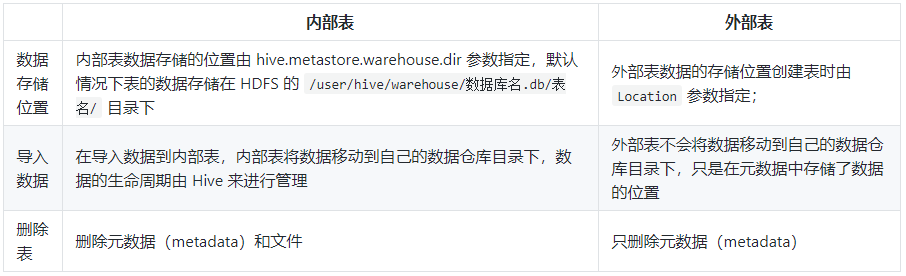 内部表
外部表
数据
存储
位置
内部表数据存储的位置由 hive.metastore.warehouse.dir 参数指定，默认
情况下表的数据存储在 HDFS 的 /user/hive/warehouse/数据库名.db/表
名/ 目录下
外部表数据的存储位置创建表时由
Location 参数指定；
导入
数据
在导入数据到内部表，内部表将数据移动到自己的数据仓库目录下，数
据的生命周期由 Hive 来进行管理
外部表不会将数据移动到自己的数据仓
库目录下，只是在元数据中存储了数据
的位置
删除
表
删除元数据（metadata）和文件
只删除元数据（metadata）